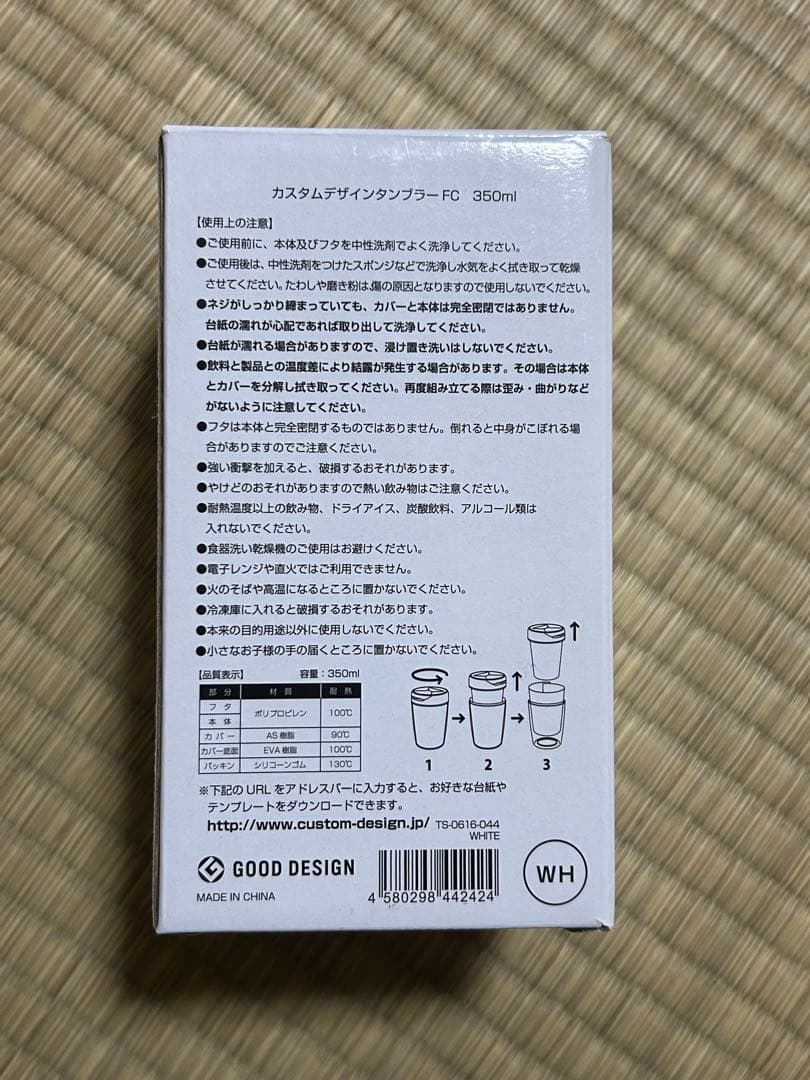 カスタムデザインタンブラーFC　350ml
【使用上の注意】
●ご使用前に、本体及びフタを中性洗剤でよく洗浄してください。
●ご使用後は、中性洗剤をつけたスポンジなどで洗浄し水気をよく拭き取って乾燥
させてください。たわしや磨き粉は、傷の原因となりますので使用しないでください。
●ネジがしっかり締まっていても、カバーと本体は完全密閉ではありません。
台紙の濡れが心配であれば取り出して洗浄してください。
●台紙が濡れる場合がありますので、浸け置き洗いはしないでください。
●飲料と製品との温度差により結露が発生する場合があります。その場合は本体
とカバーを分解し拭き取ってください。再度組み立てる際は歪み・曲がりなど
がないように注意してください。
●フタは本体と完全密閉するものではありません。倒れると中身がこぼれる場
合がありますのでご注意ください。
●強い衝撃を加えると、破損するおそれがあります。
●やけどのおそれがありますので熱い飲み物はご注意ください。
●耐熱温度以上の飲み物、ドライアイス、炭酸飲料、アルコール類は
入れないでください。
●食器洗い乾燥機のご使用はお避けください。
●電子レンジや直火ではご利用できません。
●火のそばや高温になるところに置かないでください。
●冷凍庫に入れると破損するおそれがあります。
●本来の目的用途以外に使用しないでください。
●小さなお子様の手の届くところに置かないでください。
【品質表示】　容量：350ml
部 分　材 質　耐 熱
フ タ
本 体　ポリプロピレン　100℃
カ バ ー　AS樹脂　90℃
カバー底面　EVA樹脂　100℃
パッキン　シリコーンゴム　130℃
1 2 3
※下記のURLをアドレスバーに入力すると、お好きな台紙や
テンプレートをダウンロードできます。
http://www.custom-design.jp/ TS-0616-044
WHITE
GOOD DESIGN
WH
MADE IN CHINA
4 580298 442424